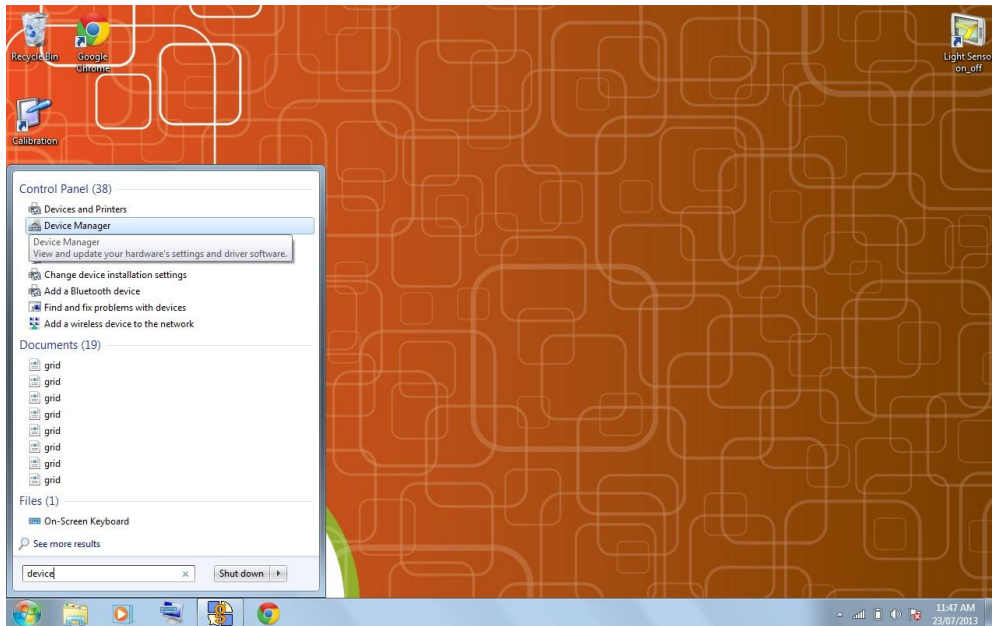 Recycle Bin
Google Chrome
Light Senso
on_off
Calibration
Control Panel (38)
Devices and Printers
Device Manager
Device Manager
View and update your hardware's settings and driver software.
Change device installation settings
Add a Bluetooth device
Find and fix problems with devices
Add a wireless device to the network
Documents (19)
grid
grid
grid
grid
grid
grid
grid
grid
Files (1)
On-Screen Keyboard
See more results
device
Shut down
11:47 AM
23/07/2013